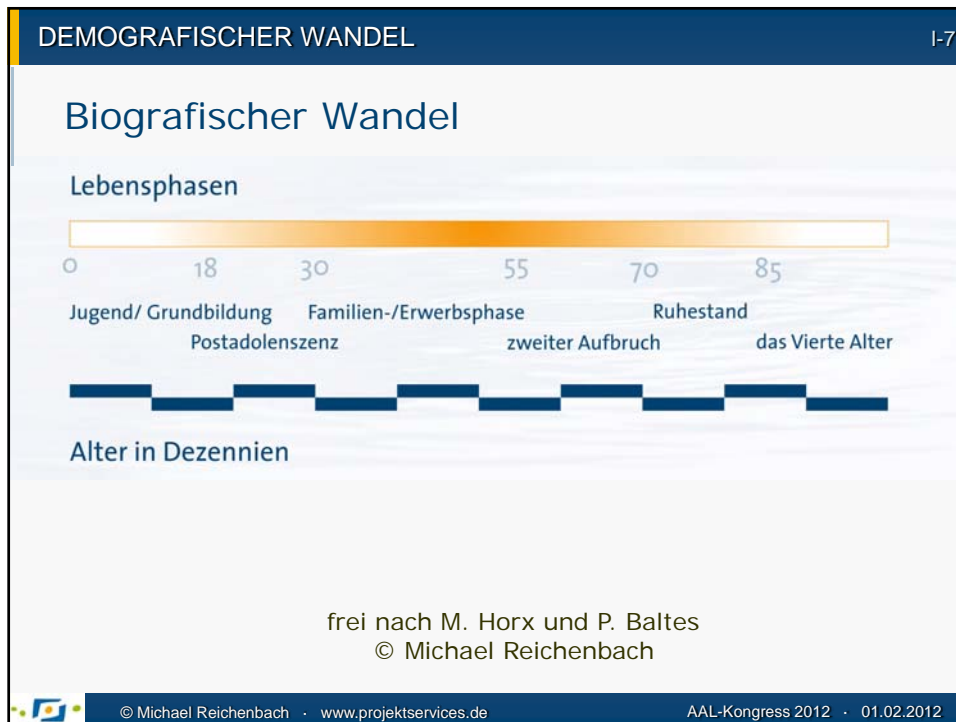 DEMOGRAFISCHER WANDEL I-7
Biografischer Wandel
Lebensphasen
0 18 30 55 70 85
Jugend/ Grundbildung Familien-/Erwerbsphase Ruhestand
Postadolenszenz zweiter Aufbruch das Vierte Alter
Alter in Dezennien
frei nach M. Horx und P. Baltes
© Michael Reichenbach
© Michael Reichenbach · www.projektservices.de AAL-Kongress 2012 · 01.02.2012